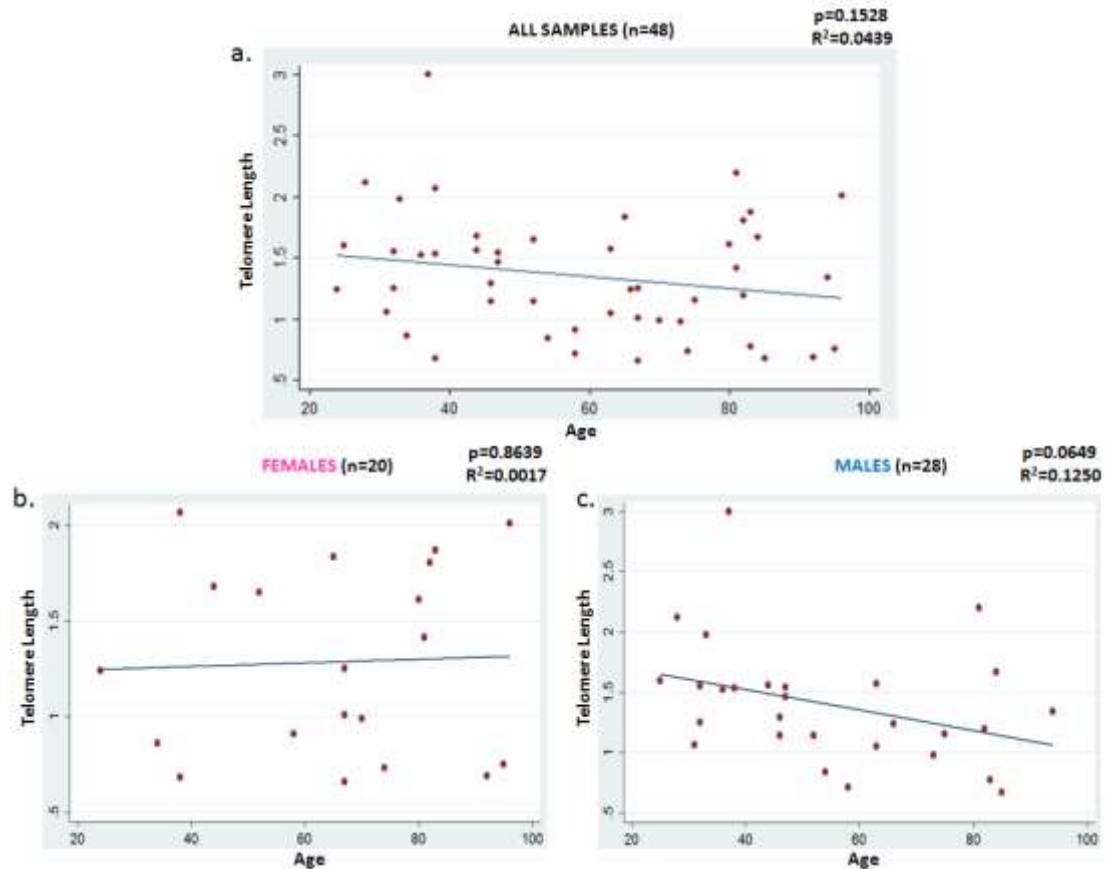 ALL SAMPLES (n=48)
p=0.1528
R²=0.0439
a.
Telomere Length
3
2.5
2
1.5
1
.5
20 40 60 80 100
Age
FEMALES (n=20)
p=0.8639
R²=0.0017
b.
Telomere Length
2
1.5
1
.5
20 40 60 80 100
Age
MALES (n=28)
p=0.0649
R²=0.1250
c.
Telomere Length
3
2.5
2
1.5
1
.5
20 40 60 80 100
Age